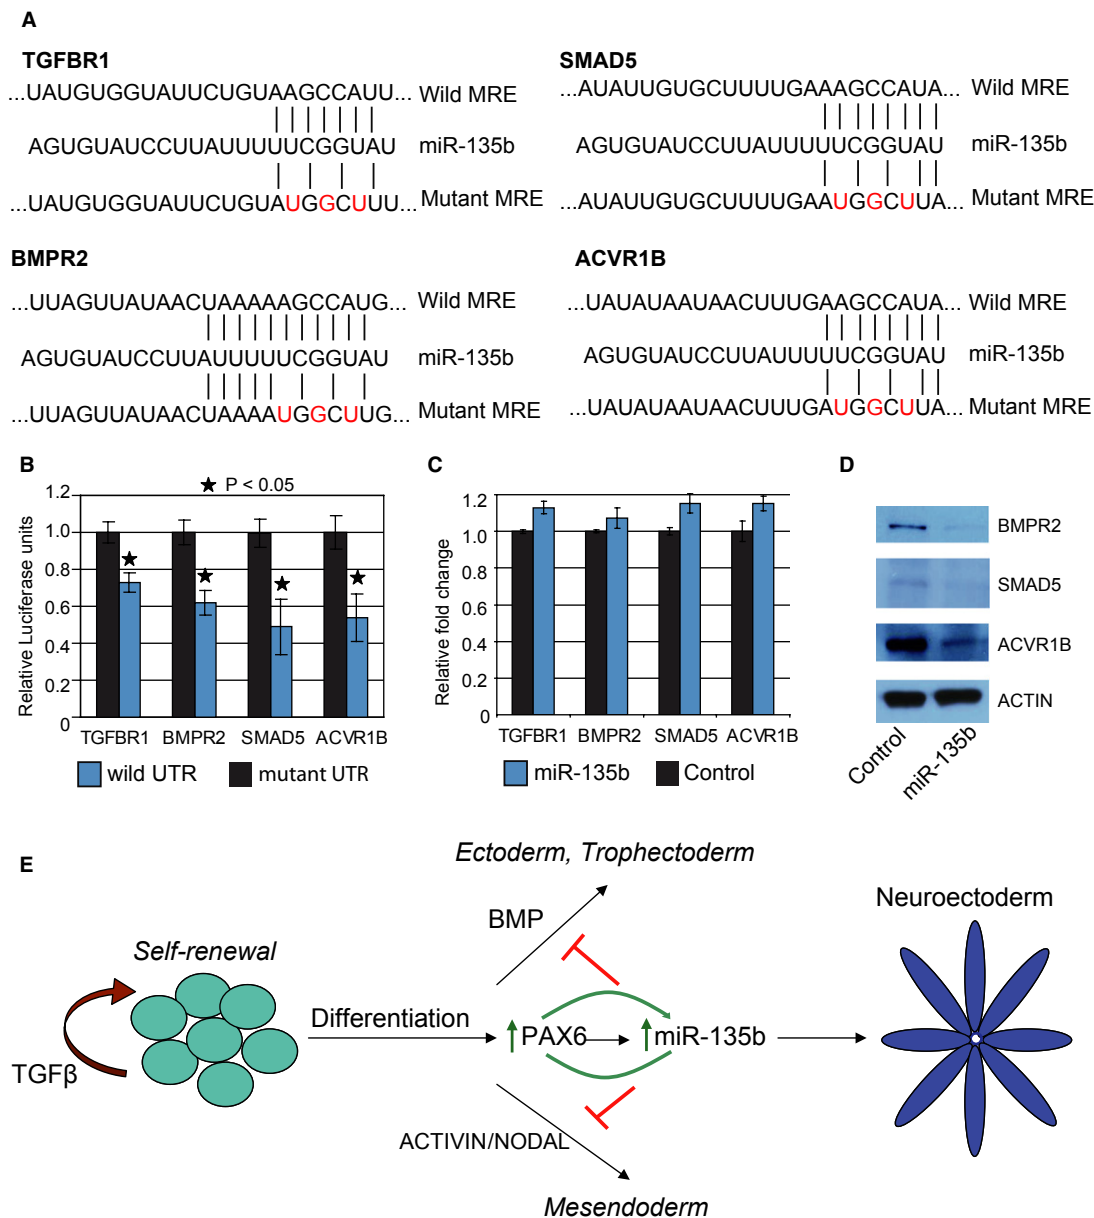 A
TGFBR1
...UAUGUGGUAUUCUGUAAGCCAUU... Wild MRE
AGUGUAUCCUUAUUUUUCGGUAU miR-135b
...UAUGUGGUAUUCUGUAUGGCUUU... Mutant MRE
SMAD5
...AUAUUGUGCUUUUGAAAGCCAUA... Wild MRE
AGUGUAUCCUUAUUUUUCGGUAU miR-135b
...AUAUUGUGCUUUUGAAUGGCUUA... Mutant MRE
BMPR2
...UUAGUUAUAACUAAAAAGCCAUG... Wild MRE
AGUGUAUCCUUAUUUUUCGGUAU miR-135b
...UUAGUUAUAACUAAAAUGGCUUG... Mutant MRE
ACVR1B
...UAUAUAAUAACUUUGAAGCCAUA... Wild MRE
AGUGUAUCCUUAUUUUUCGGUAU miR-135b
...UAUAUAAUAACUUUGAUGGCUUA... Mutant MRE
B
★ P < 0.05
Relative Luciferase units
1.2
1.0
0.8
0.6
0.4
0.2
0
TGFBR1 BMPR2 SMAD5 ACVR1B
wild UTR mutant UTR
C
Relative fold change
1.2
1.0
0.8
0.6
0.4
0.2
0
TGFBR1 BMPR2 SMAD5 ACVR1B
miR-135b Control
D
BMPR2
SMAD5
ACVR1B
ACTIN
Control
miR-135b
E
Ectoderm, Trophectoderm
BMP
Neuroectoderm
Self-renewal
Differentiation
PAX6
miR-135b
TGFβ
ACTIVIN/NODAL
Mesendoderm